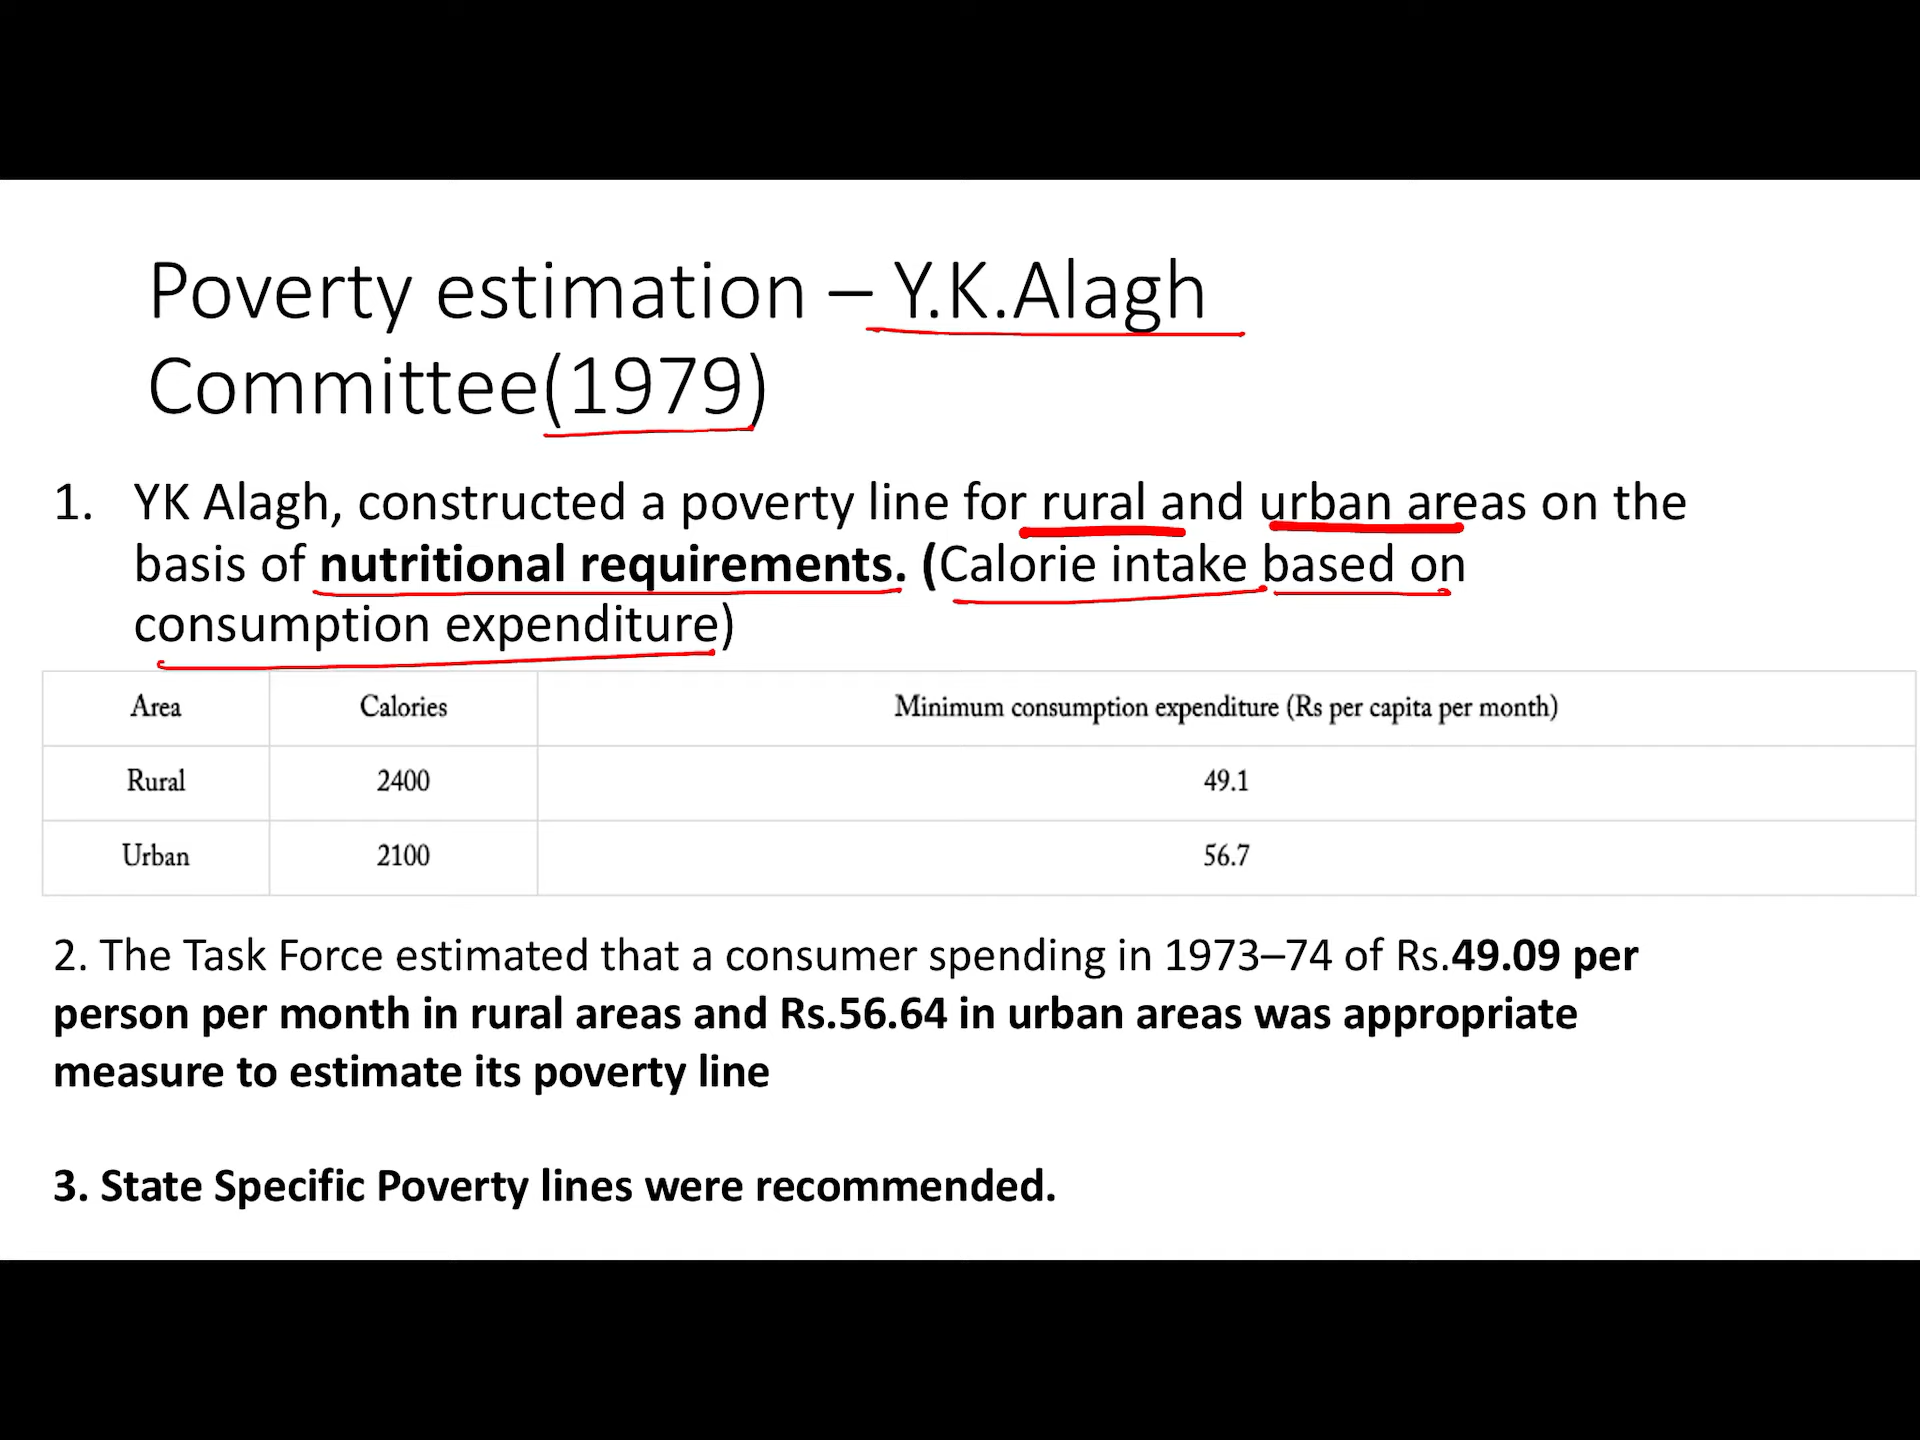 Poverty estimation – Y.K.Alagh
Committee(1979)
1. YK Alagh, constructed a poverty line for rural and urban areas on the
basis of nutritional requirements. (Calorie intake based on
consumption expenditure)
Area Calories Minimum consumption expenditure (Rs per capita per month)
Rural 2400 49.1
Urban 2100 56.7
2. The Task Force estimated that a consumer spending in 1973–74 of Rs.49.09 per
person per month in rural areas and Rs.56.64 in urban areas was appropriate
measure to estimate its poverty line
3. State Specific Poverty lines were recommended.